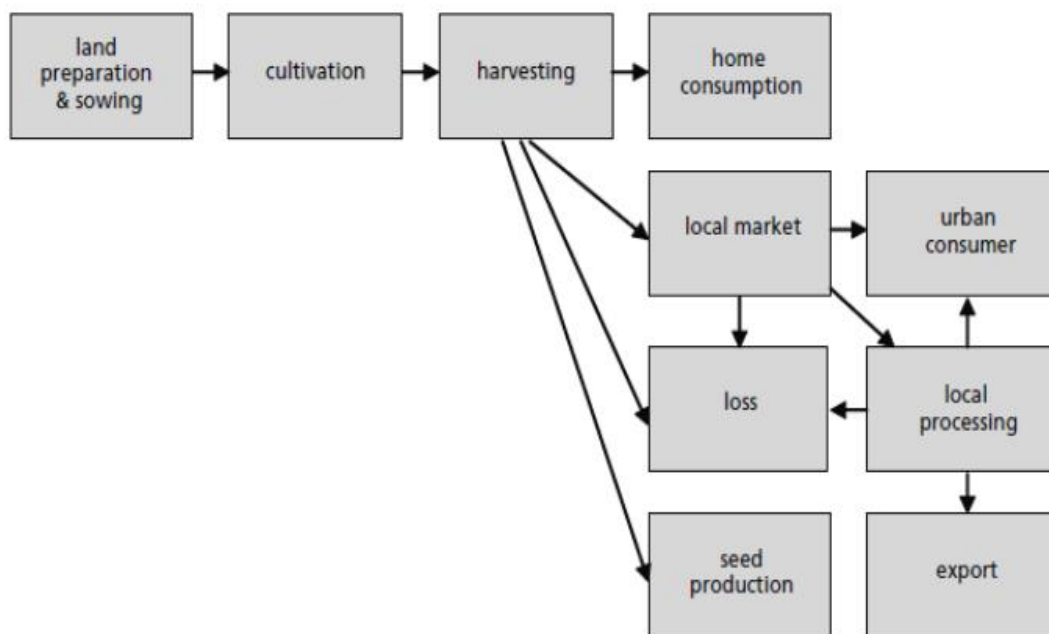 land
preparation
& sowing
cultivation
harvesting
home
consumption
local market
urban
consumer
loss
local
processing
seed
production
export